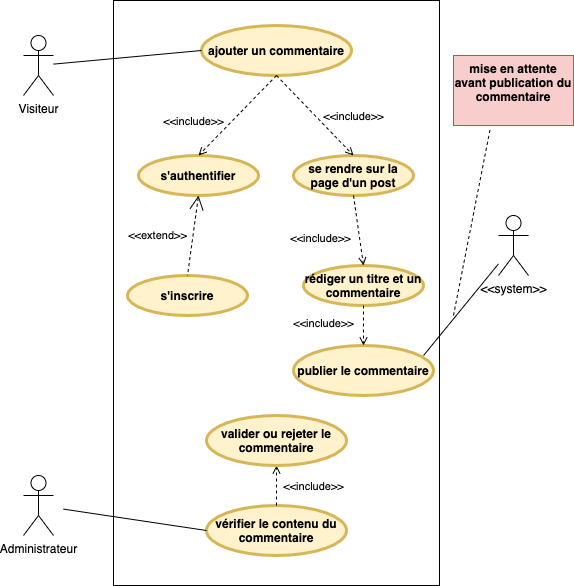 ajouter un commentaire
mise en attente
avant publication du
commentaire
Visiteur
<<include>>
<<include>>
s'authentifier
se rendre sur la
page d'un post
<<extend>>
<<include>>
rédiger un titre et un
commentaire
<<system>>
s'inscrire
<<include>>
publier le commentaire
valider ou rejeter le
commentaire
<<include>>
vérifier le contenu du
commentaire
Administrateur